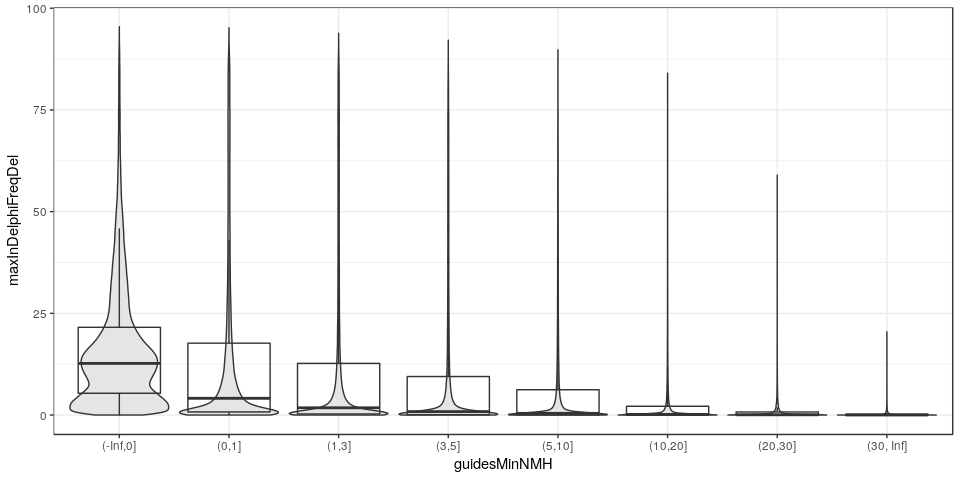 100
75
50
25
0
maxInDelphiFreqDel
(-Inf,0] (0,1] (1,3] (3,5] (5,10] (10,20] (20,30] (30, Inf]
guidesMinNMH